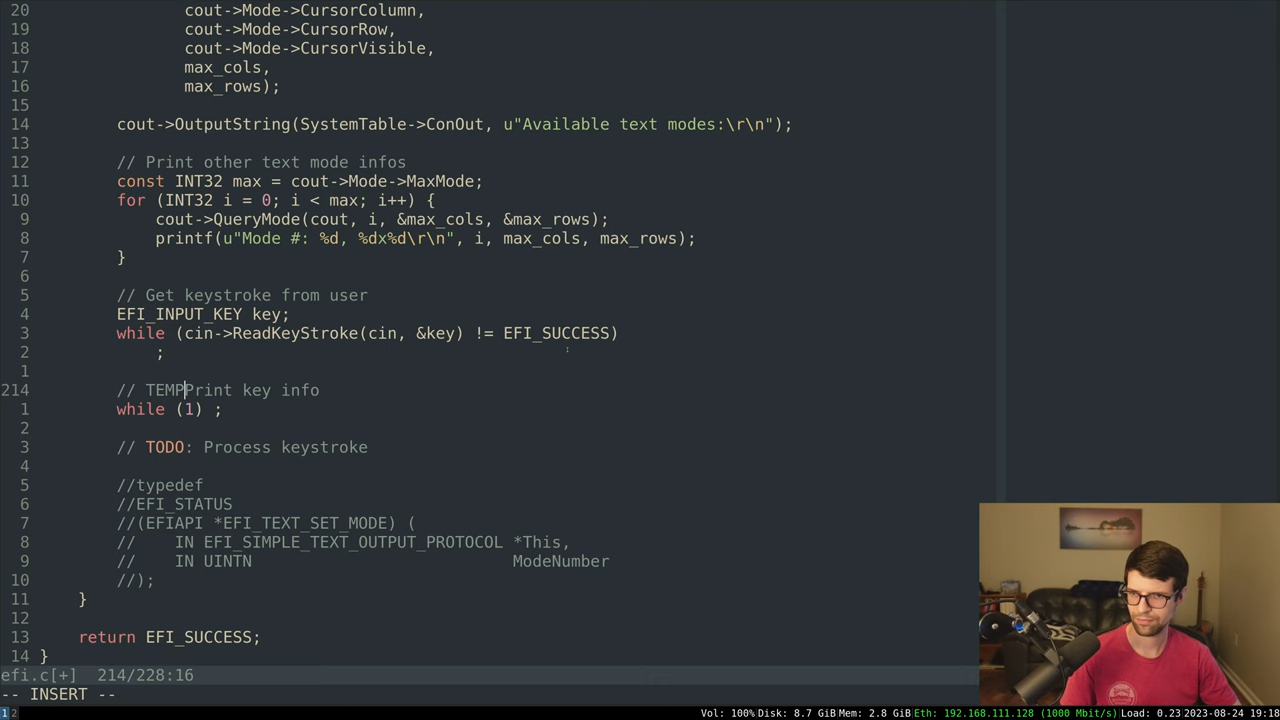 20                 cout->Mode->CursorColumn,
19                 cout->Mode->CursorRow,
18                 cout->Mode->CursorVisible,
17                 max_cols,
16                 max_rows);
15
14         cout->OutputString(SystemTable->ConOut, u"Available text modes:\r\n");
13
12         // Print other text mode infos
11         const INT32 max = cout->Mode->MaxMode;
10         for (INT32 i = 0; i < max; i++) {
9             cout->QueryMode(cout, i, &max_cols, &max_rows);
8             printf(u"Mode #: %d, %dx%d\r\n", i, max_cols, max_rows);
7         }
6
5         // Get keystroke from user
4         EFI_INPUT_KEY key;
3         while (cin->ReadKeyStroke(cin, &key) != EFI_SUCCESS)
2             ;
1
214         // TEMPPrint key info
1         while (1) ;
2
3         // TODO: Process keystroke
4
5         //typedef
6         //EFI_STATUS
7         //(EFIAPI *EFI_TEXT_SET_MODE) (
8         //    IN EFI_SIMPLE_TEXT_OUTPUT_PROTOCOL *This,
9         //    IN UINTN                           ModeNumber
10         //);
11     }
12
13     return EFI_SUCCESS;
14 }
efi.c[+]  214/228:16
-- INSERT --
1 2 Vol: 100% Disk: 8.7 GiB Mem: 2.8 GiB Eth: 192.168.111.128 (1000 Mbit/s) Load: 0.23 2023-08-24 19:18